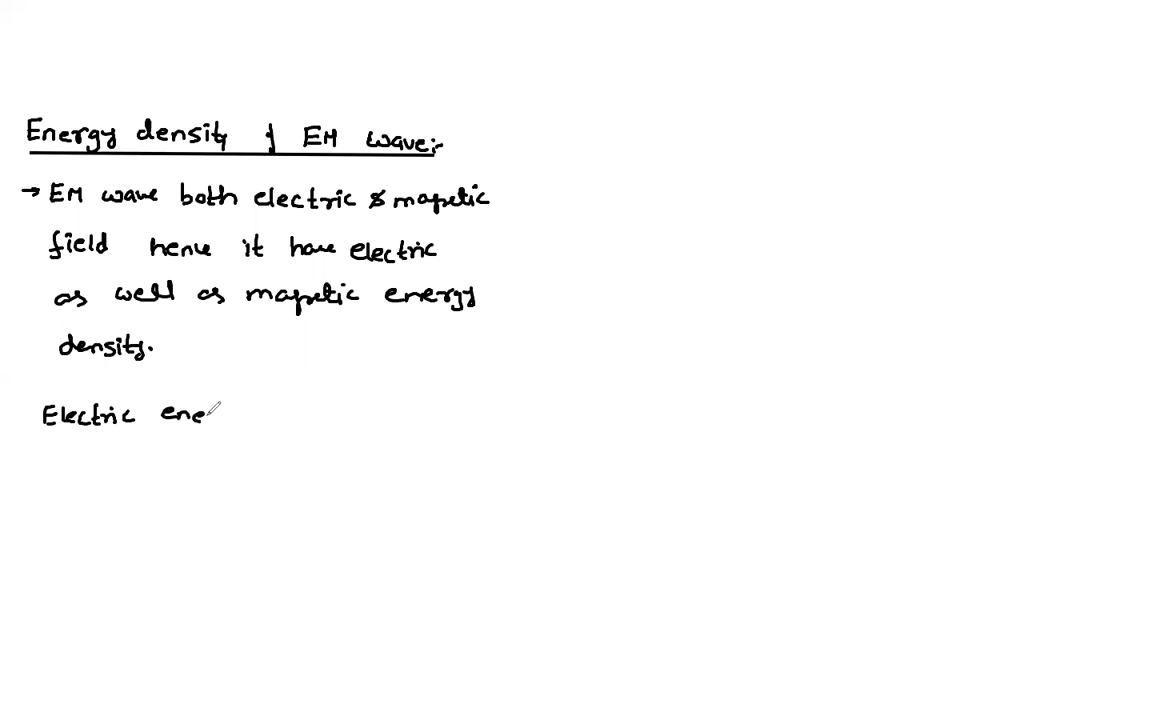 Energy density of EM wave:-
→ EM wave both electric & magnetic
field hence it have electric
as well as magnetic energy
density.
Electric ene